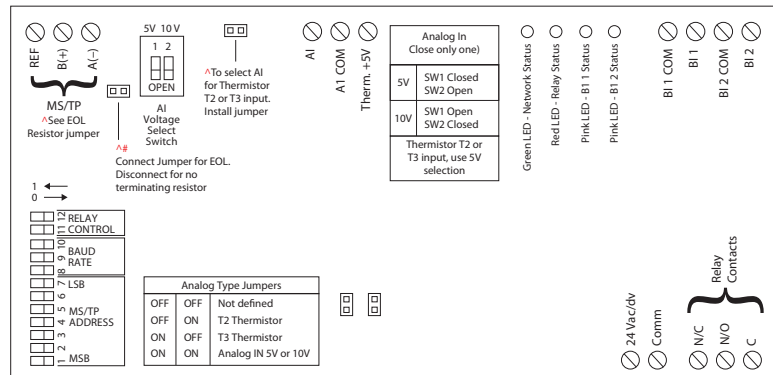 REF
B(+)
A(−)
MS/TP
^See EOL
Resistor jumper
5V 10 V
1 2
OPEN
AI
Voltage
Select
Switch
^#
Connect Jumper for EOL.
Disconnect for no
terminating resistor
^To select AI
for Thermistor
T2 or T3 input.
Install jumper
AI
A1 COM
Therm. +5V
Analog In
Close only one)
5V SW1 Closed
SW2 Open
10V SW1 Open
SW2 Closed
Thermistor T2 or
T3 input, use 5V
selection
Green LED - Network Status
Red LED - Relay Status
Pink LED - B1 1 Status
Pink LED - B1 2 Status
BI 1 COM
BI 1
BI 2 COM
BI 2
1
0
12
11
RELAY
CONTROL
10
9
8
BAUD
RATE
7
6
5
4
3
2
1
LSB
MS/TP
ADDRESS
MSB
Analog Type Jumpers
OFF OFF Not defined
OFF ON T2 Thermistor
ON OFF T3 Thermistor
ON ON Analog IN 5V or 10V
Relay
Contacts
24 Vac/dv
Comm
N/C
N/O
C